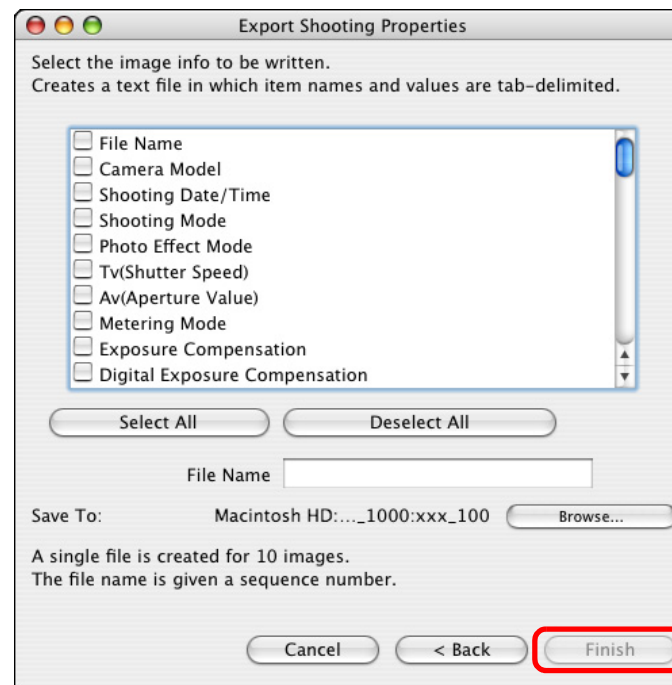 Export Shooting Properties
Select the image info to be written.
Creates a text file in which item names and values are tab-delimited.
File Name
Camera Model
Shooting Date/Time
Shooting Mode
Photo Effect Mode
Tv(Shutter Speed)
Av(Aperture Value)
Metering Mode
Exposure Compensation
Digital Exposure Compensation
Select All Deselect All
File Name
Save To: Macintosh HD:..._1000:xxx_100 Browse...
A single file is created for 10 images.
The file name is given a sequence number.
Cancel < Back Finish